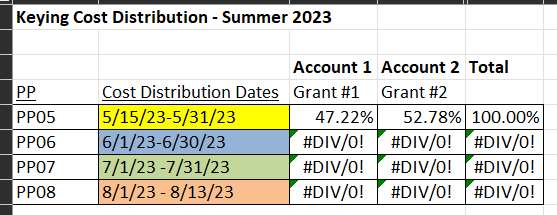 Keying Cost Distribution - Summer 2023
Account 1 Account 2 Total
PP Cost Distribution Dates Grant #1 Grant #2
PP05 5/15/23-5/31/23 47.22% 52.78% 100.00%
PP06 6/1/23-6/30/23 #DIV/0! #DIV/0! #DIV/0!
PP07 7/1/23 -7/31/23 #DIV/0! #DIV/0! #DIV/0!
PP08 8/1/23 - 8/13/23 #DIV/0! #DIV/0! #DIV/0!